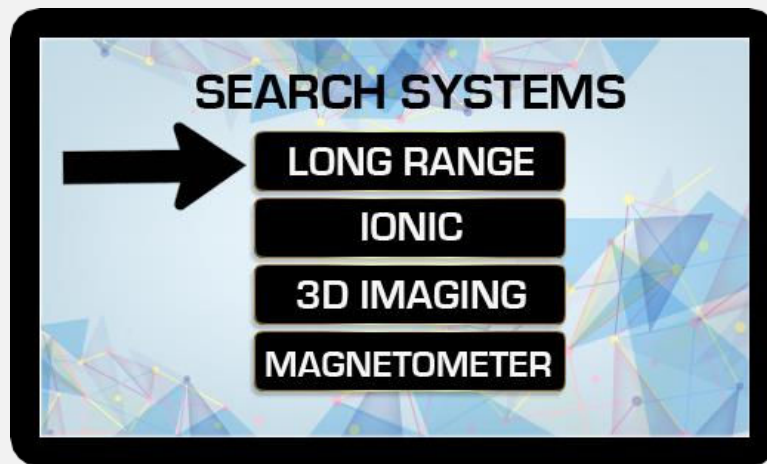 SEARCH SYSTEMS
LONG RANGE
IONIC
3D IMAGING
MAGNETOMETER